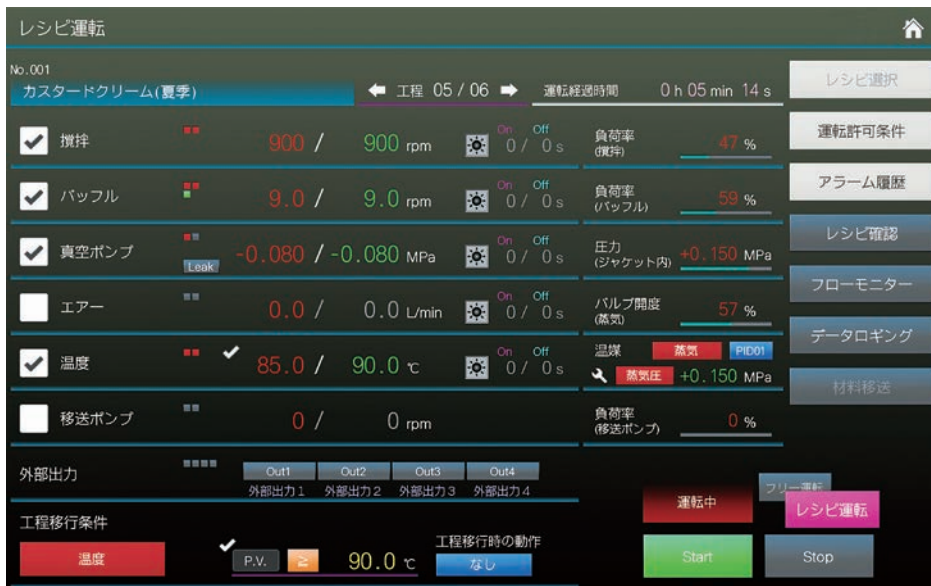 レシピ運転
No.001
カスタードクリーム(夏季)
工程 05 / 06
運転経過時間 0 h 05 min 14 s
レシピ選択
撹拌 900 / 900 rpm On Off 0 / 0 s 負荷率 (撹拌) 47 %
運転許可条件
バッフル 9.0 / 9.0 rpm On Off 0 / 0 s 負荷率 (バッフル) 59 %
アラーム履歴
真空ポンプ Leak -0.080 / -0.080 MPa On Off 0 / 0 s 圧力 (ジャケット内) +0.150 MPa
レシピ確認
エアー 0.0 / 0.0 L/min On Off 0 / 0 s バルブ開度 (蒸気) 57 %
フローモニター
データロギング
温度 85.0 / 90.0 ℃ On Off 0 / 0 s 温媒 蒸気 PID01
蒸気圧 +0.150 MPa
材料移送
移送ポンプ 0 / 0 rpm 負荷率 (移送ポンプ) 0 %
外部出力 Out1 Out2 Out3 Out4
外部出力1 外部出力2 外部出力3 外部出力4
運転中
フリー運転
レシピ運転
工程移行条件
工程移行時の動作
温度 P.V. ≧ 90.0 ℃ なし
Start
Stop